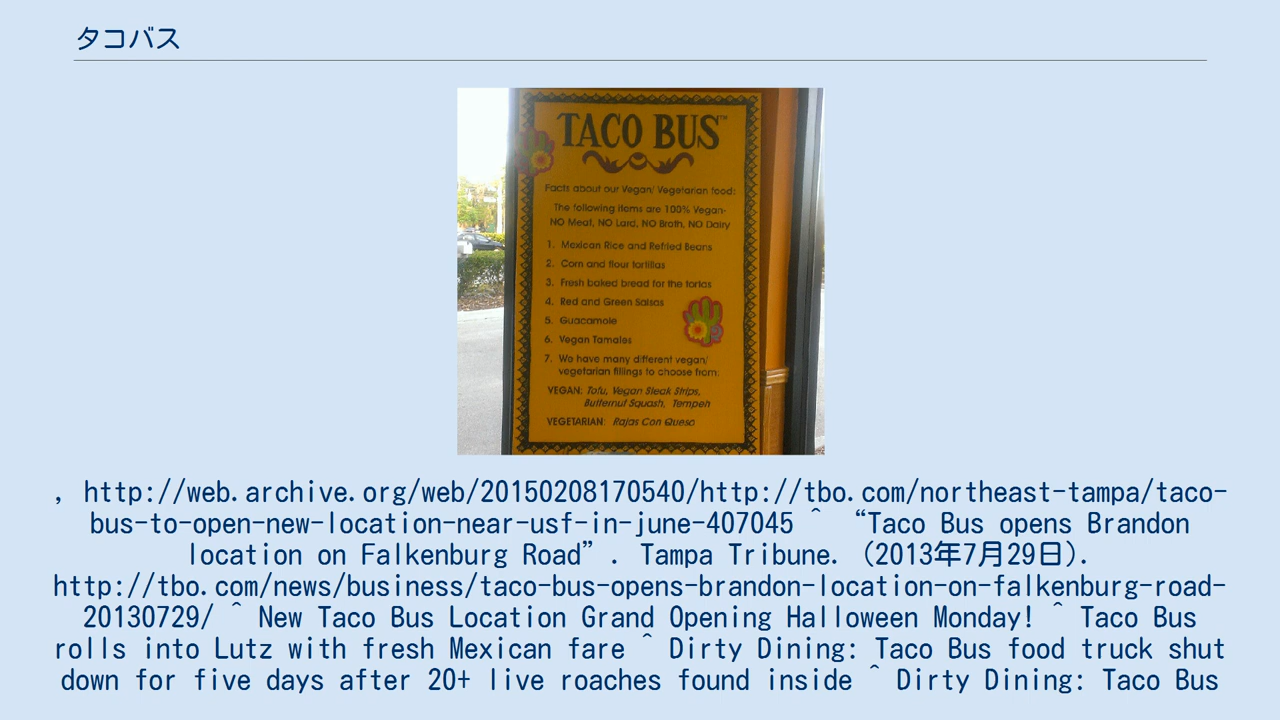 タコバス
TACO BUS™
Facts about our Vegan/ Vegetarian food:
The following items are 100% Vegan-
NO Meat, NO Lard, NO Broth, NO Dairy
1. Mexican Rice and Refried Beans
2. Corn and flour tortillas
3. Fresh baked bread for the tortas
4. Red and Green Salsas
5. Guacamole
6. Vegan Tamales
7. We have many different vegan/
vegetarian fillings to choose from:
VEGAN: Tofu, Vegan Steak Strips,
Butternut Squash, Tempeh
VEGETARIAN: Rajas Con Queso
, http://web.archive.org/web/20150208170540/http://tbo.com/northeast-tampa/taco-
bus-to-open-new-location-near-usf-in-june-407045 ^ “Taco Bus opens Brandon
location on Falkenburg Road”. Tampa Tribune. (2013年7月29日).
http://tbo.com/news/business/taco-bus-opens-brandon-location-on-falkenburg-road-
20130729/ ^ New Taco Bus Location Grand Opening Halloween Monday! ^ Taco Bus
rolls into Lutz with fresh Mexican fare ^ Dirty Dining: Taco Bus food truck shut
down for five days after 20+ live roaches found inside ^ Dirty Dining: Taco Bus